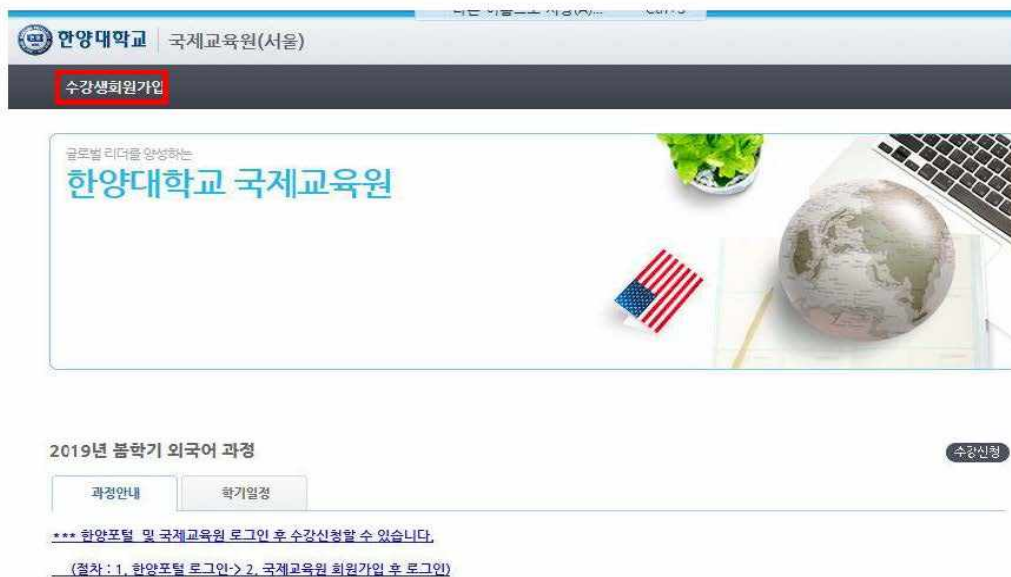 한양대학교 국제교육원(서울)
수강생회원가입
글로벌 리더를 양성하는
한양대학교 국제교육원
2019년 봄학기 외국어 과정
수강신청
과정안내 학기일정
*** 한양포털 및 국제교육원 로그인 후 수강신청할 수 있습니다.
(절차 : 1. 한양포털 로그인-> 2. 국제교육원 회원가입 후 로그인)